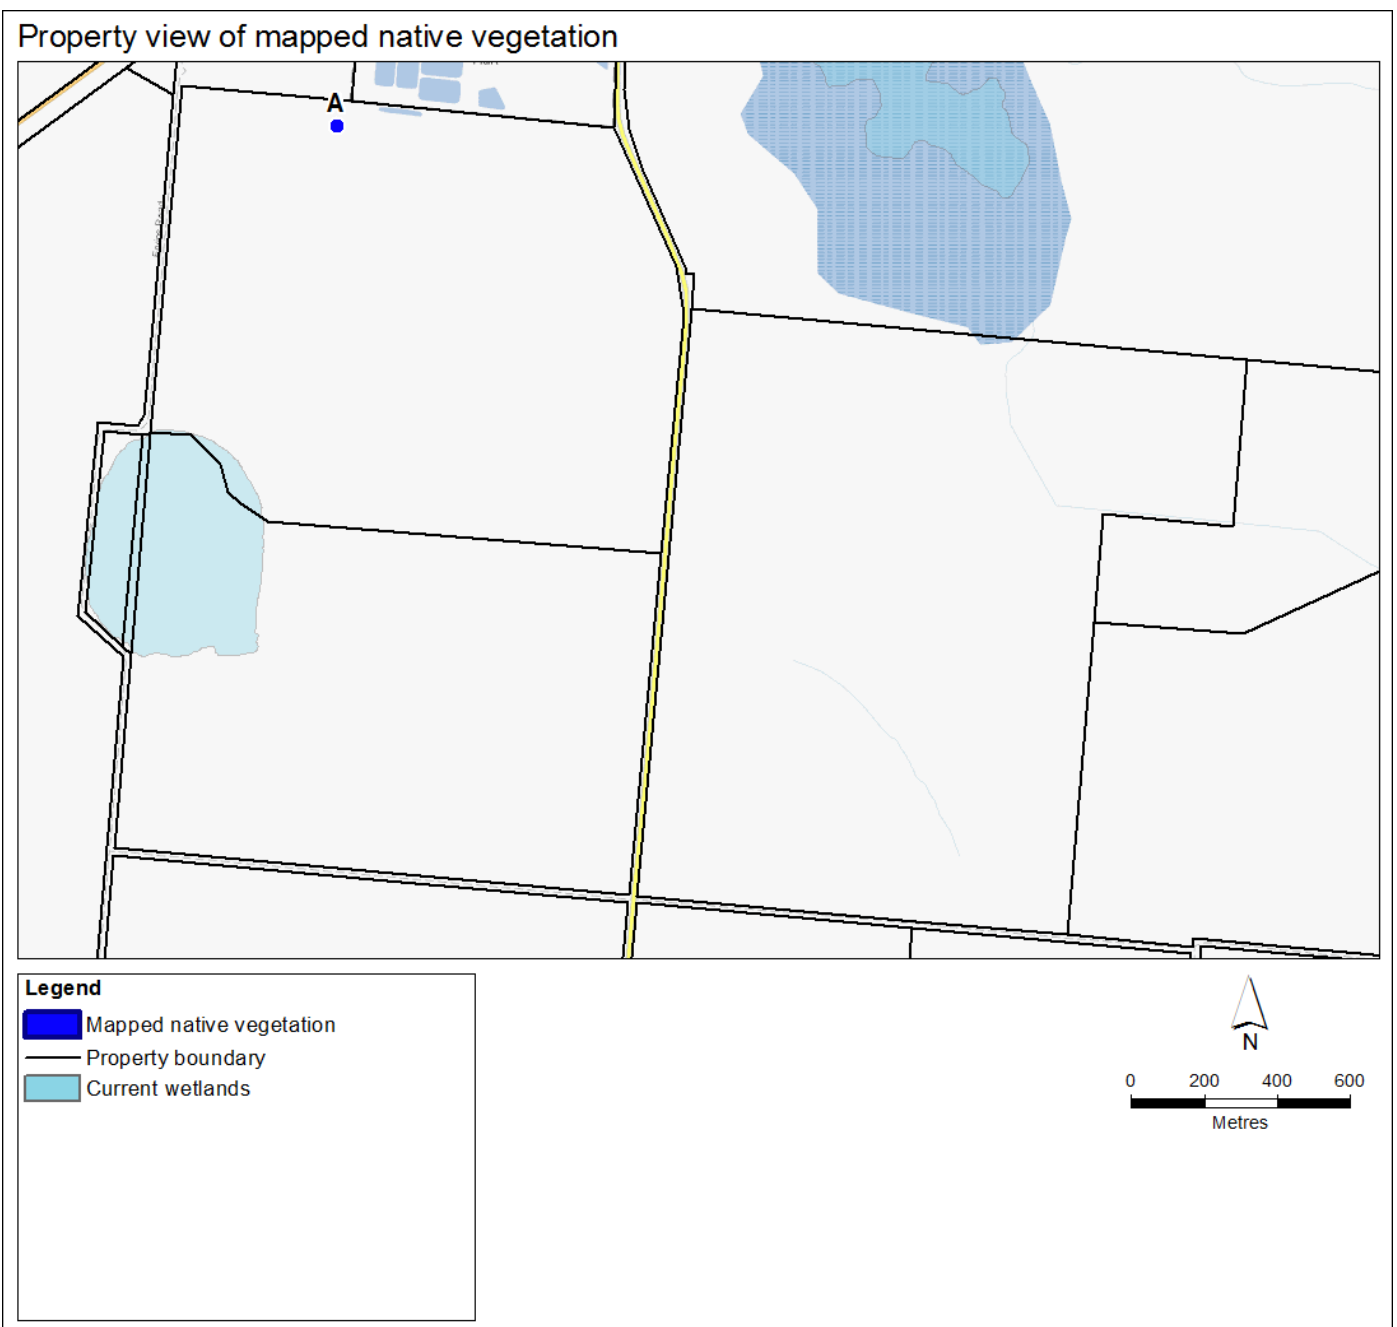 Property view of mapped native vegetation
A
Road
Legend
Mapped native vegetation
Property boundary
Current wetlands
N
0 200 400 600
Metres